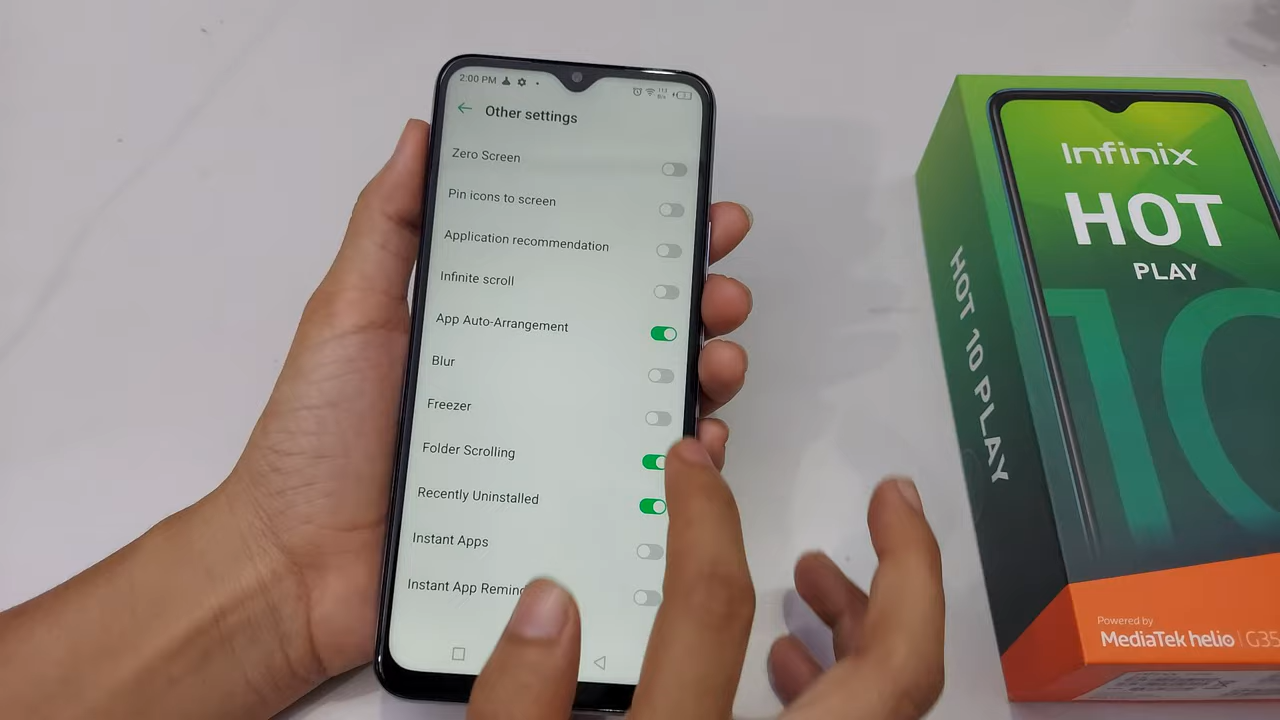 2:00 PM
Other settings
Zero Screen
Pin icons to screen
Application recommendation
Infinite scroll
App Auto-Arrangement
Blur
Freezer
Folder Scrolling
Recently Uninstalled
Instant Apps
Instant App
Infinix
HOT
PLAY
10
HOT 10 PLAY
Powered by
MediaTek helio | G35